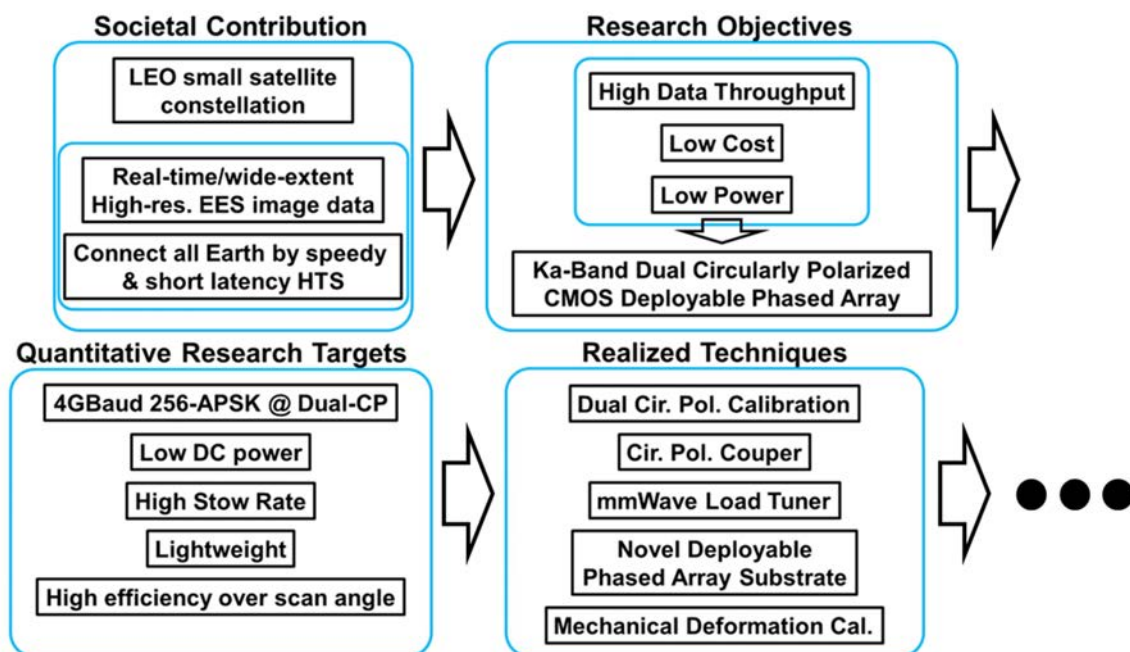 Societal Contribution
LEO small satellite
constellation
Real-time/wide-extent
High-res. EES image data
Connect all Earth by speedy
& short latency HTS
Research Objectives
High Data Throughput
Low Cost
Low Power
Ka-Band Dual Circularly Polarized
CMOS Deployable Phased Array
Quantitative Research Targets
4GBaud 256-APSK @ Dual-CP
Low DC power
High Stow Rate
Lightweight
High efficiency over scan angle
Realized Techniques
Dual Cir. Pol. Calibration
Cir. Pol. Couper
mmWave Load Tuner
Novel Deployable
Phased Array Substrate
Mechanical Deformation Cal.